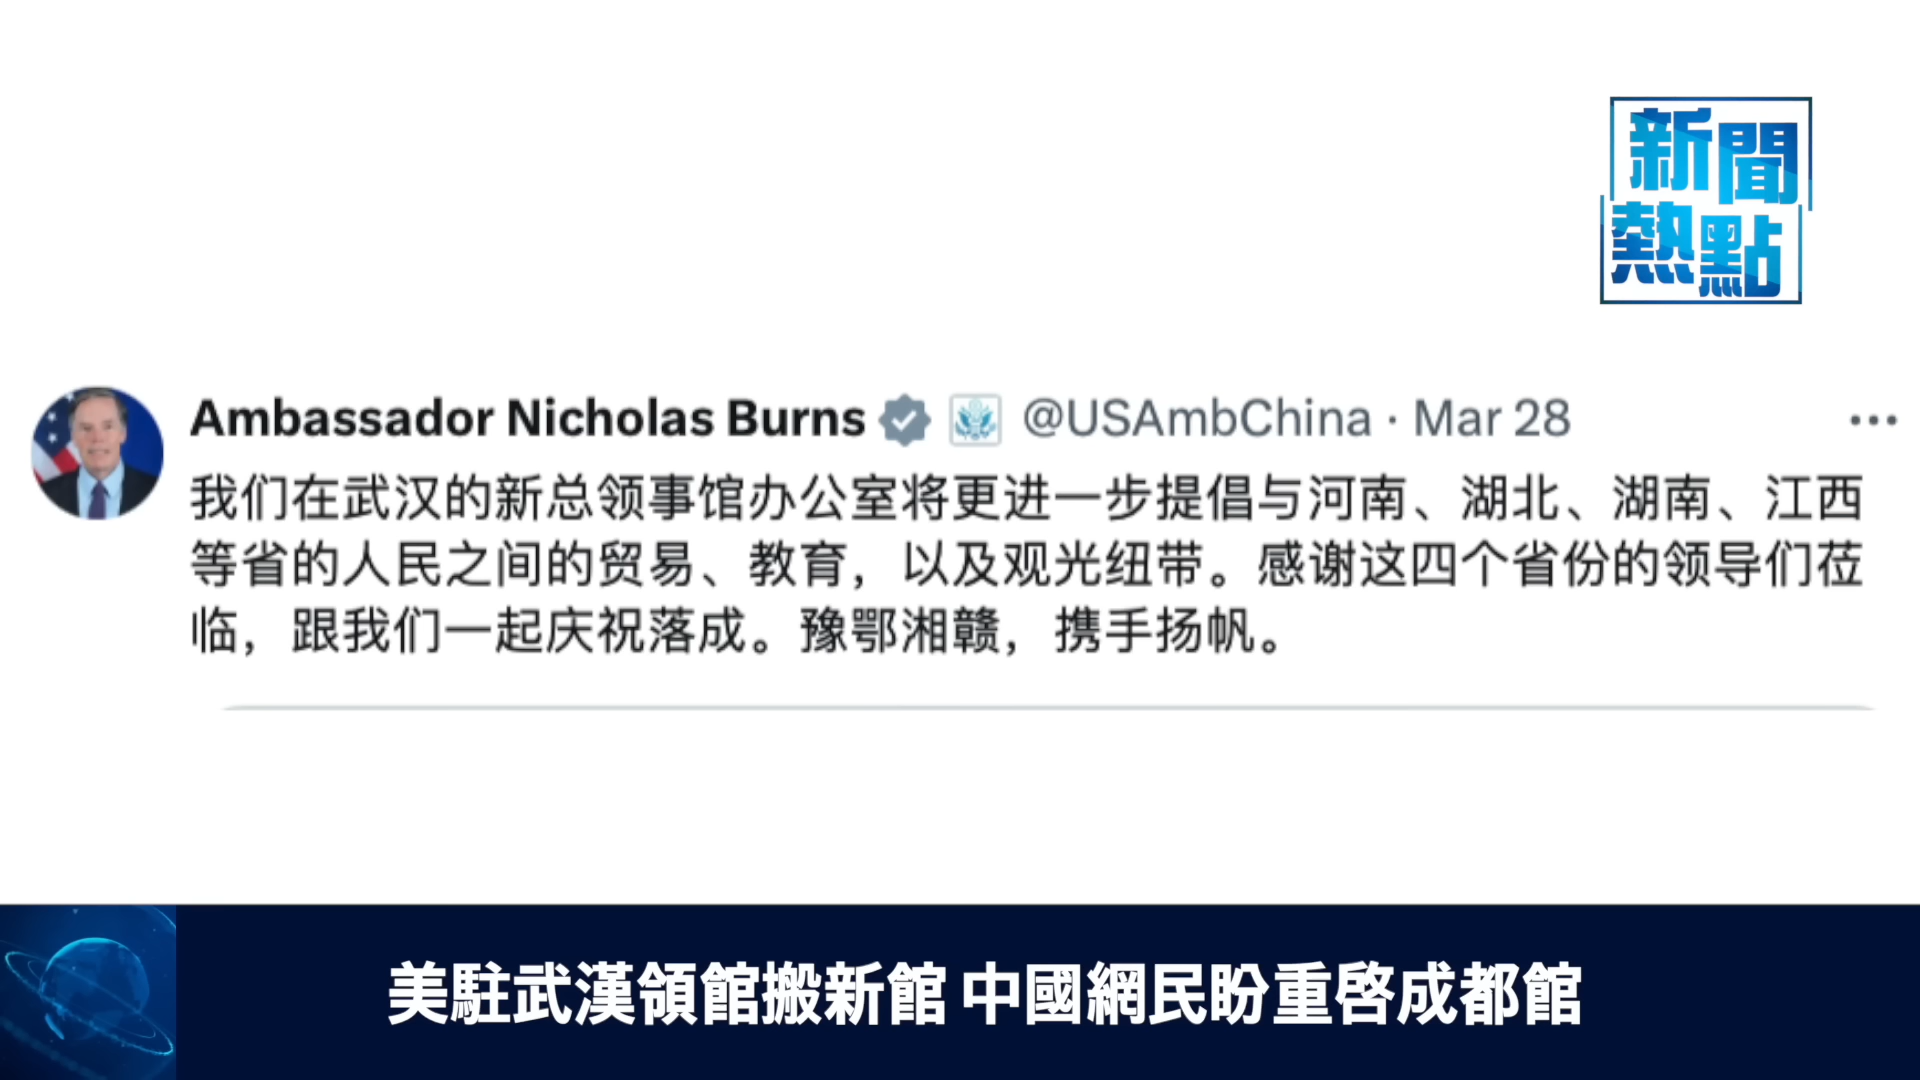 新聞
熱點
Ambassador Nicholas Burns @USAmbChina · Mar 28
我们在武汉的新总领事馆办公室将更进一步提倡与河南、湖北、湖南、江西
等省的人民之间的贸易、教育，以及观光纽带。感谢这四个省份的领导们莅
临，跟我们一起庆祝落成。豫鄂湘赣，携手扬帆。
美駐武漢領館搬新館 中國網民盼重啓成都館